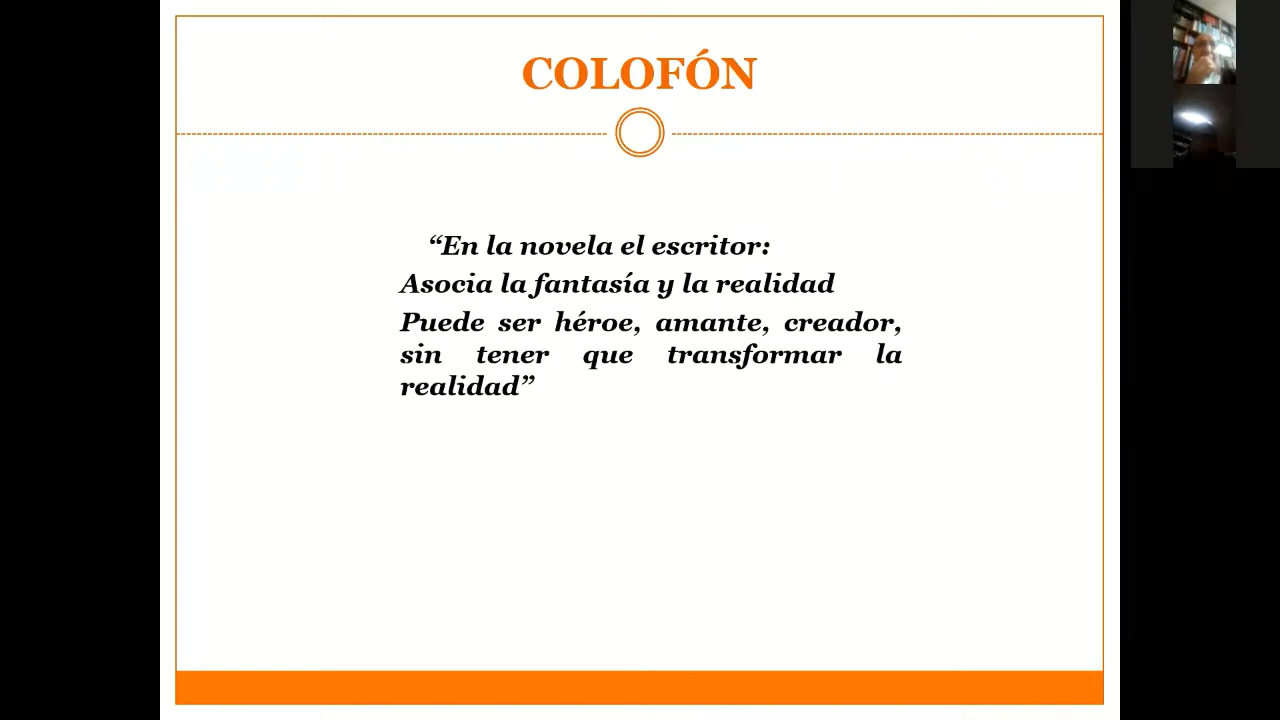 COLOFÓN
“En la novela el escritor:
Asocia la fantasía y la realidad
Puede ser héroe, amante, creador,
sin tener que transformar la
realidad”